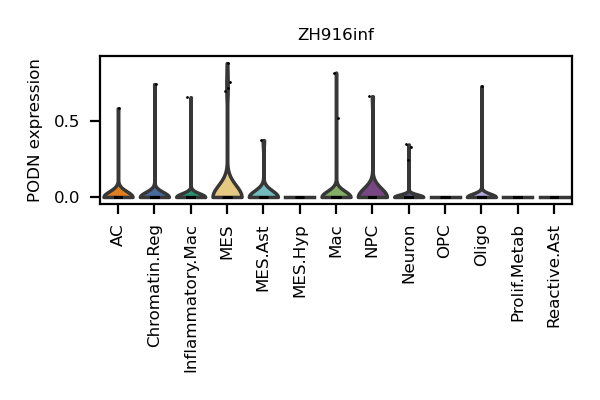 ZH916inf
PODN expression
0.5
0.0
AC
Chromatin.Reg
Inflammatory.Mac
MES
MES.Ast
MES.Hyp
Mac
NPC
Neuron
OPC
Oligo
Prolif.Metab
Reactive.Ast